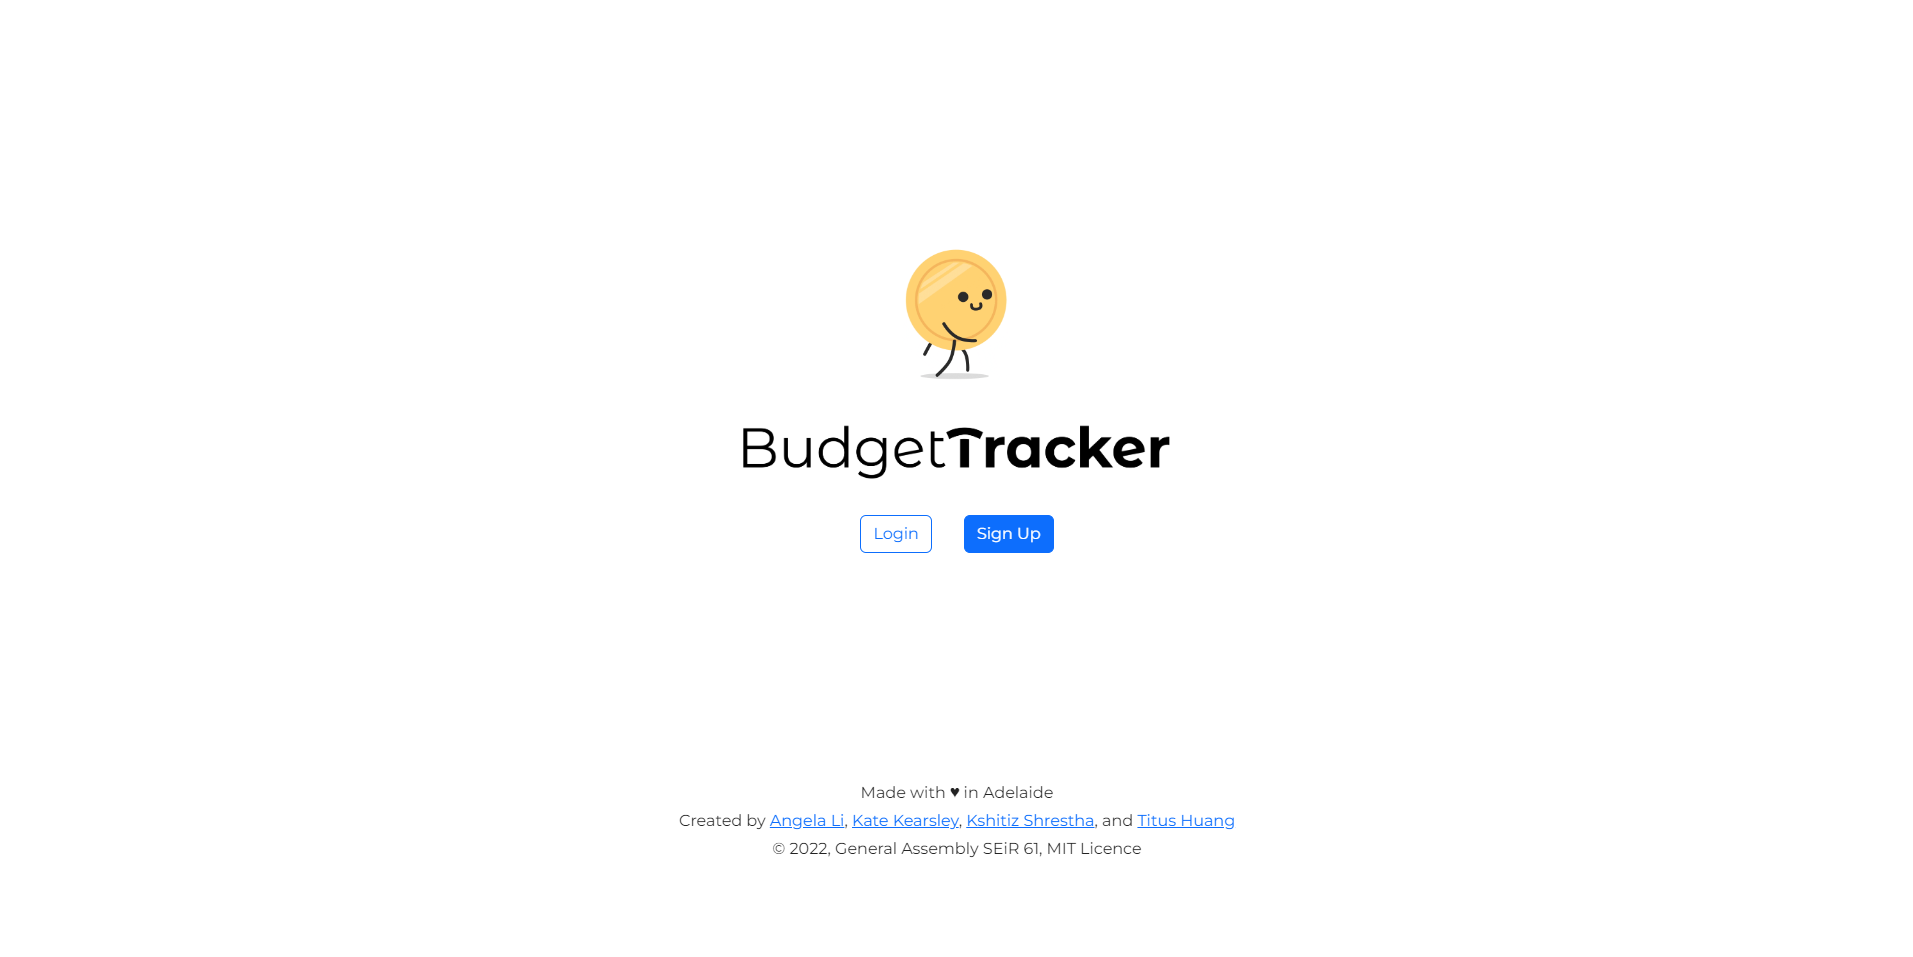 BudgetTracker
Login
Sign Up
Made with ♥ in Adelaide
Created by Angela Li, Kate Kearsley, Kshitiz Shrestha, and Titus Huang
© 2022, General Assembly SEiR 61, MIT Licence